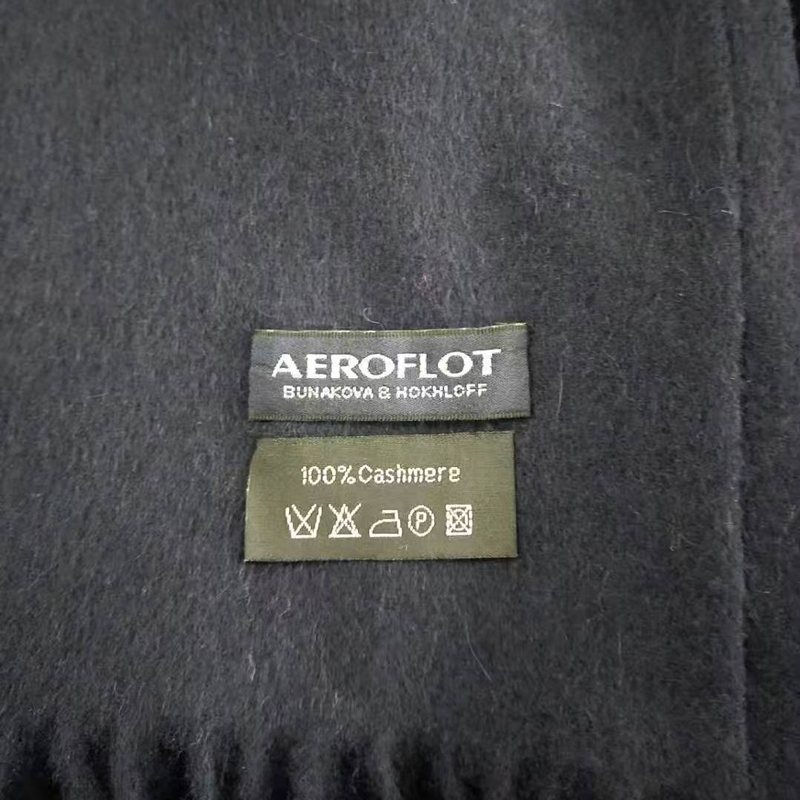 AEROFLOT
BUNAKOVA & HOKHLOFF
100%Cashmere
P